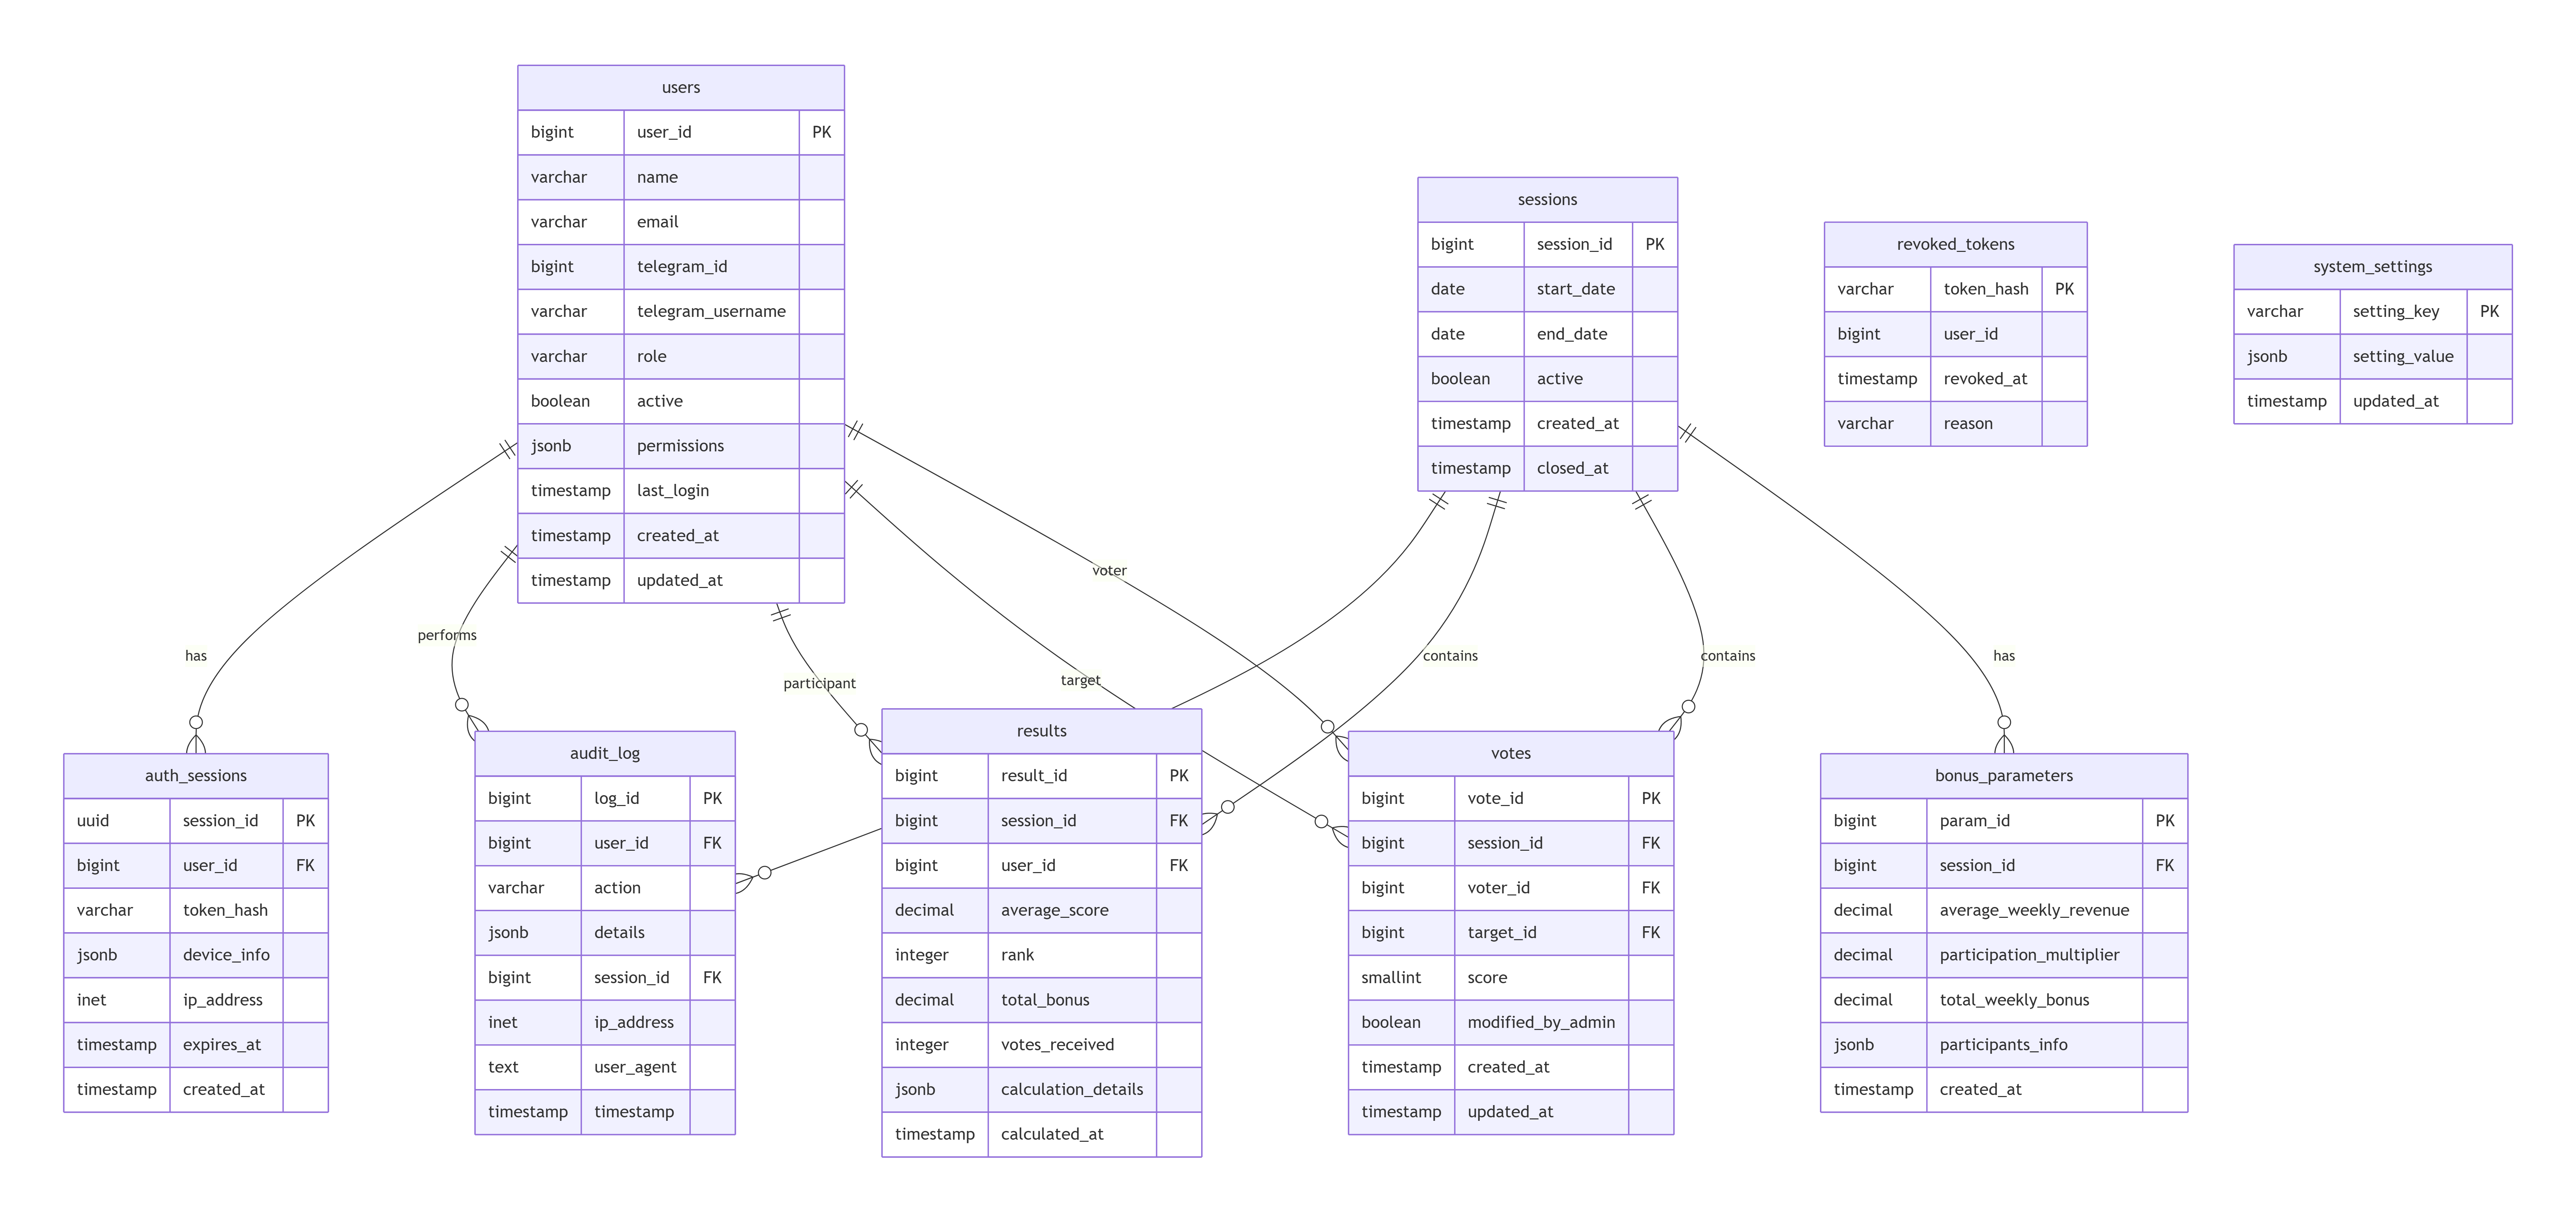 users
bigint user_id PK
varchar name
varchar email
bigint telegram_id
varchar telegram_username
varchar role
boolean active
jsonb permissions
timestamp last_login
timestamp created_at
timestamp updated_at
sessions
bigint session_id PK
date start_date
date end_date
boolean active
timestamp created_at
timestamp closed_at
revoked_tokens
varchar token_hash PK
bigint user_id
timestamp revoked_at
varchar reason
system_settings
varchar setting_key PK
jsonb setting_value
timestamp updated_at
has
performs
participant
target
voter
contains
contains
has
auth_sessions
uuid session_id PK
bigint user_id FK
varchar token_hash
jsonb device_info
inet ip_address
timestamp expires_at
timestamp created_at
audit_log
bigint log_id PK
bigint user_id FK
varchar action
jsonb details
bigint session_id FK
inet ip_address
text user_agent
timestamp timestamp
results
bigint result_id PK
bigint session_id FK
bigint user_id FK
decimal average_score
integer rank
decimal total_bonus
integer votes_received
jsonb calculation_details
timestamp calculated_at
votes
bigint vote_id PK
bigint session_id FK
bigint voter_id FK
bigint target_id FK
smallint score
boolean modified_by_admin
timestamp created_at
timestamp updated_at
bonus_parameters
bigint param_id PK
bigint session_id FK
decimal average_weekly_revenue
decimal participation_multiplier
decimal total_weekly_bonus
jsonb participants_info
timestamp created_at